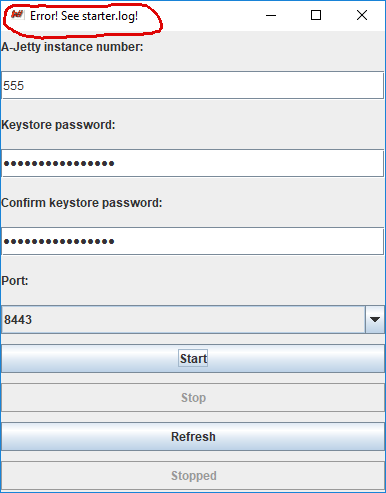 Error! See starter.log!
A-Jetty instance number:
555
Keystore password:
••••••••••••••••
Confirm keystore password:
••••••••••••••••
Port:
8443
Start
Stop
Refresh
Stopped